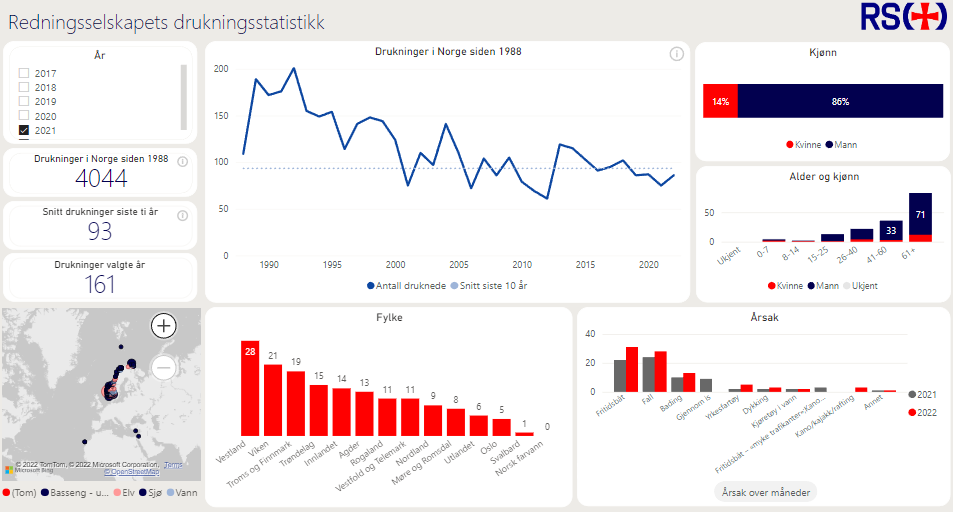 Redningsselskapets drukningsstatistikk
RS
År
2017
2018
2019
2020
2021
Drukninger i Norge siden 1988
4044
Snitt drukninger siste ti år
93
Drukninger valgte år
161
Drukninger i Norge siden 1988
200
150
100
50
0
1990
1995
2000
2005
2010
2015
2020
Antall druknede
Snitt siste 10 år
Kjønn
14%
86%
Kvinne
Mann
Alder og kjønn
50
0
71
33
Ukjent
0-7
8-14
15-25
26-40
41-60
61+
Kvinne
Mann
Ukjent
© 2022 TomTom, © 2022 Microsoft Corporation, Terms
Microsoft Bing
© OpenStreetMap
(Tom)
Basseng - u...
Elv
Sjø
Vann
Fylke
28
21
19
15
14
13
11
11
9
8
6
5
1
0
Vestland
Viken
Troms og Finnmark
Trøndelag
Innlandet
Agder
Rogaland
Vestfold og Telemark
Nordland
Møre og Romsdal
Utlandet
Oslo
Svalbard
Norsk farvann
Årsak
40
20
0
Fritidsbåt
Fall
Bading
Gjennom is
Yrkesfartøy
Dykking
Kjøretøy i vann
Fritidsbåt – «myke trafikanter»:Kano...
Kano/kajakk/rafting
Annet
2021
2022
Årsak over måneder